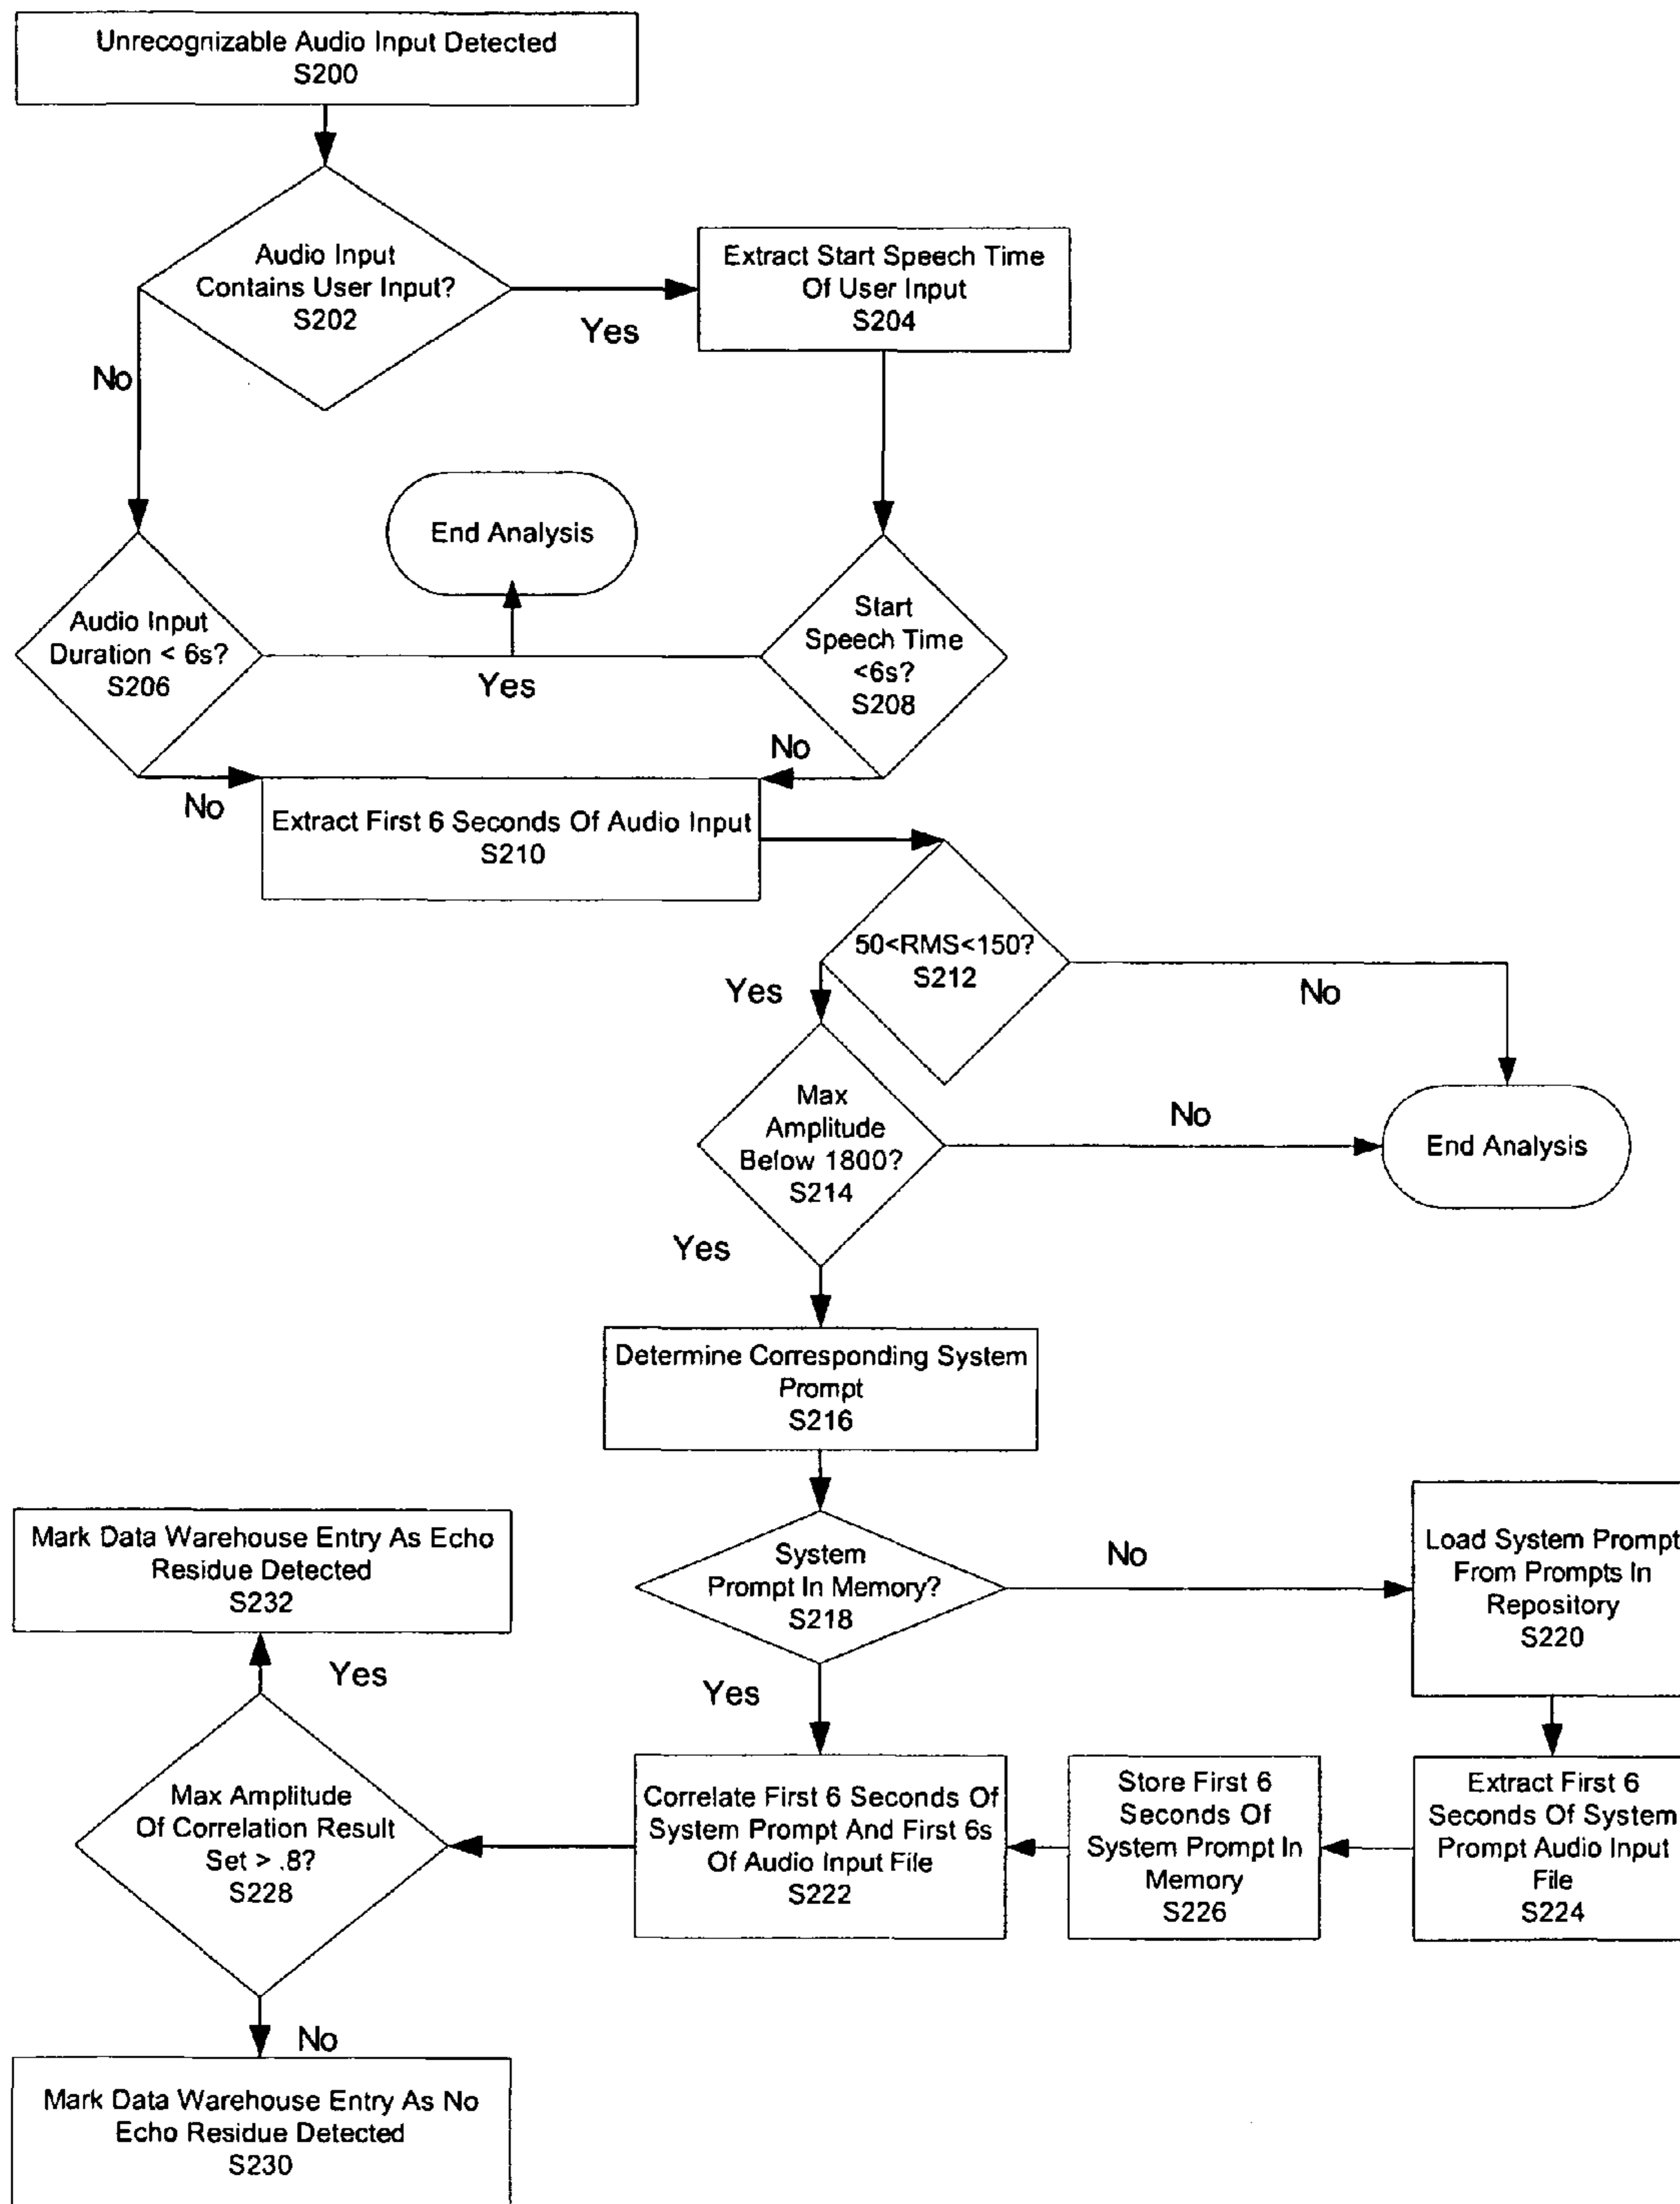 Unrecognizable Audio Input Detected
S200
Audio Input
Contains User Input?
S202
Extract Start Speech Time
Of User Input
S204
Yes
No
End Analysis
Audio Input
Duration < 6s?
S206
Start
Speech Time
<6s?
S208
Yes
No
No
Extract First 6 Seconds Of Audio Input
S210
50<RMS<150?
S212
Yes
No
Max
Amplitude
Below 1800?
S214
No
End Analysis
Yes
Determine Corresponding System
Prompt
S216
Mark Data Warehouse Entry As Echo
Residue Detected
S232
System
Prompt In Memory?
S218
No
Load System Prompt
From Prompts In
Repository
S220
Yes
Yes
Max Amplitude
Of Correlation Result
Set > .8?
S228
Correlate First 6 Seconds Of
System Prompt And First 6s
Of Audio Input File
S222
Store First 6
Seconds Of
System Prompt In
Memory
S226
Extract First 6
Seconds Of System
Prompt Audio Input
File
S224
No
Mark Data Warehouse Entry As No
Echo Residue Detected
S230